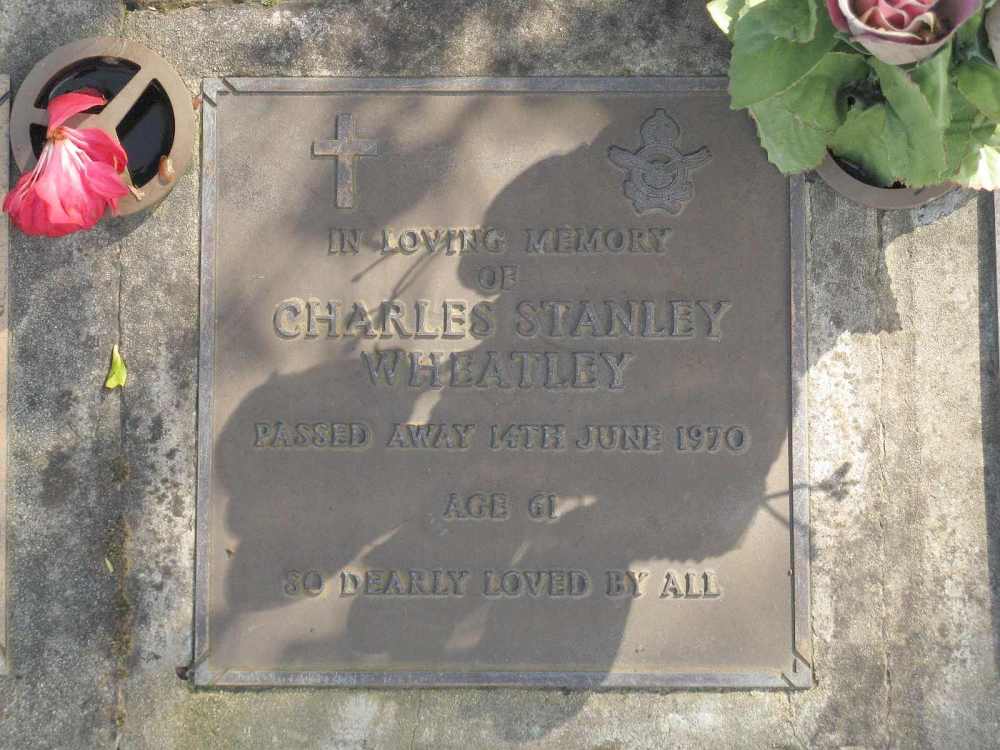 IN LOVING MEMORY
OF
CHARLES STANLEY
WHEATLEY
PASSED AWAY 14TH JUNE 1970
AGE 61
SO DEARLY LOVED BY ALL